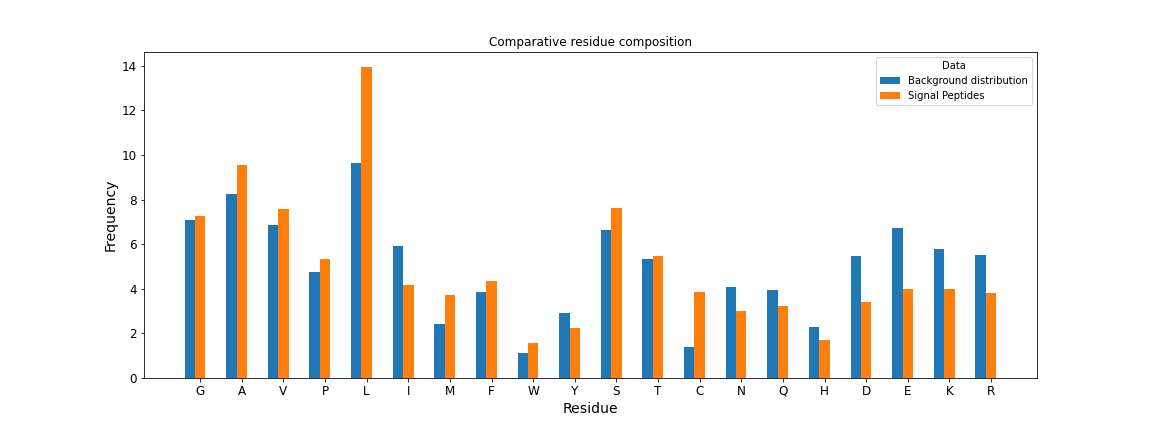 Comparative residue composition
Data
Background distribution
Signal Peptides
14
12
10
8
6
4
2
0
Frequency
G A V P L I M F W Y S T C N Q H D E K R
Residue